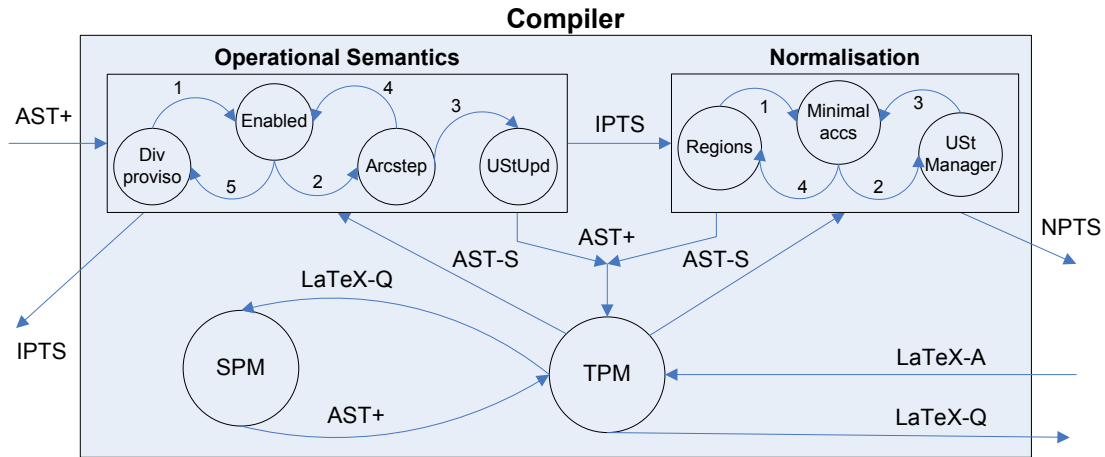 Compiler
Operational Semantics
Normalisation
AST+
1
4
3
Enabled
Div
proviso
Arcstep
UStUpd
5
2
IPTS
1
3
Minimal
accs
Regions
USt
Manager
4
2
NPTS
AST+
AST-S
AST-S
LaTeX-Q
IPTS
SPM
TPM
LaTeX-A
AST+
LaTeX-Q